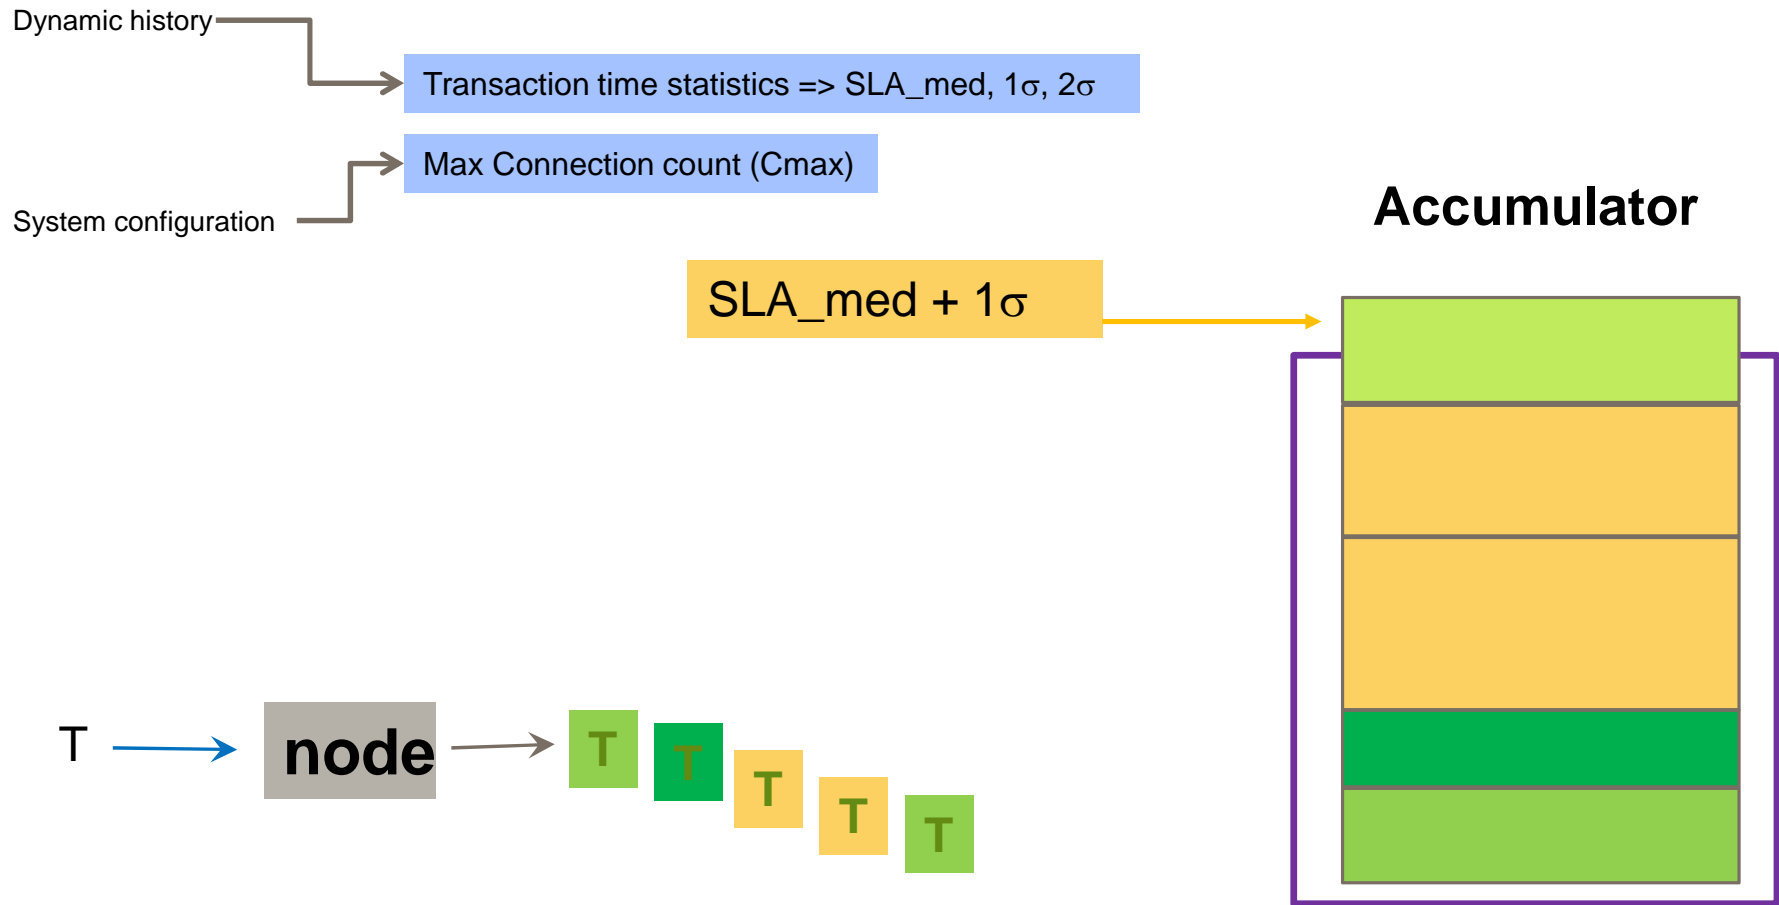 Dynamic history
Transaction time statistics => SLA_med, 1σ, 2σ
Max Connection count (Cmax)
System configuration
Accumulator
SLA_med + 1σ
T
node
T
T
T
T
T